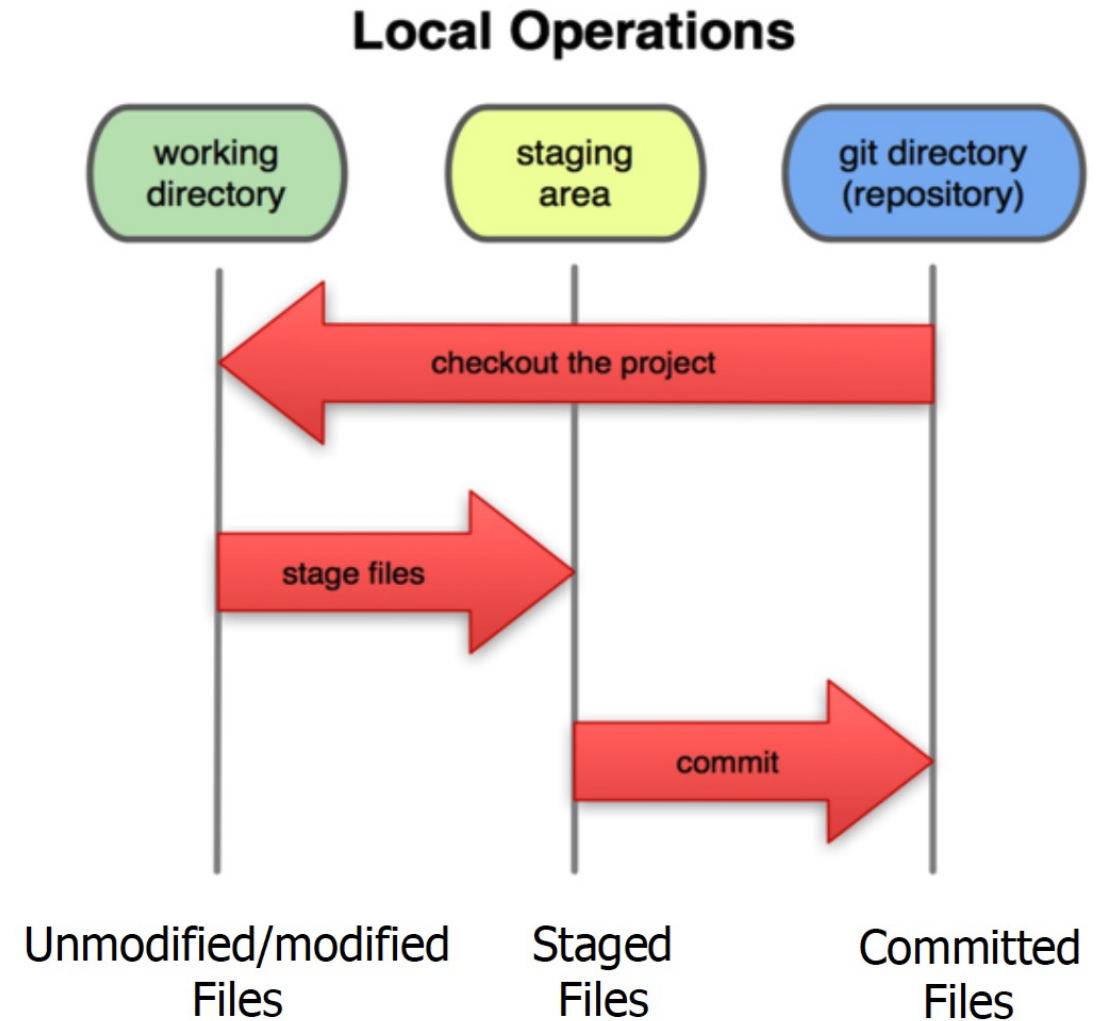 Local Operations
working
directory
staging
area
git directory
(repository)
checkout the project
stage files
commit
Unmodified/modified
Files
Staged
Files
Committed
Files